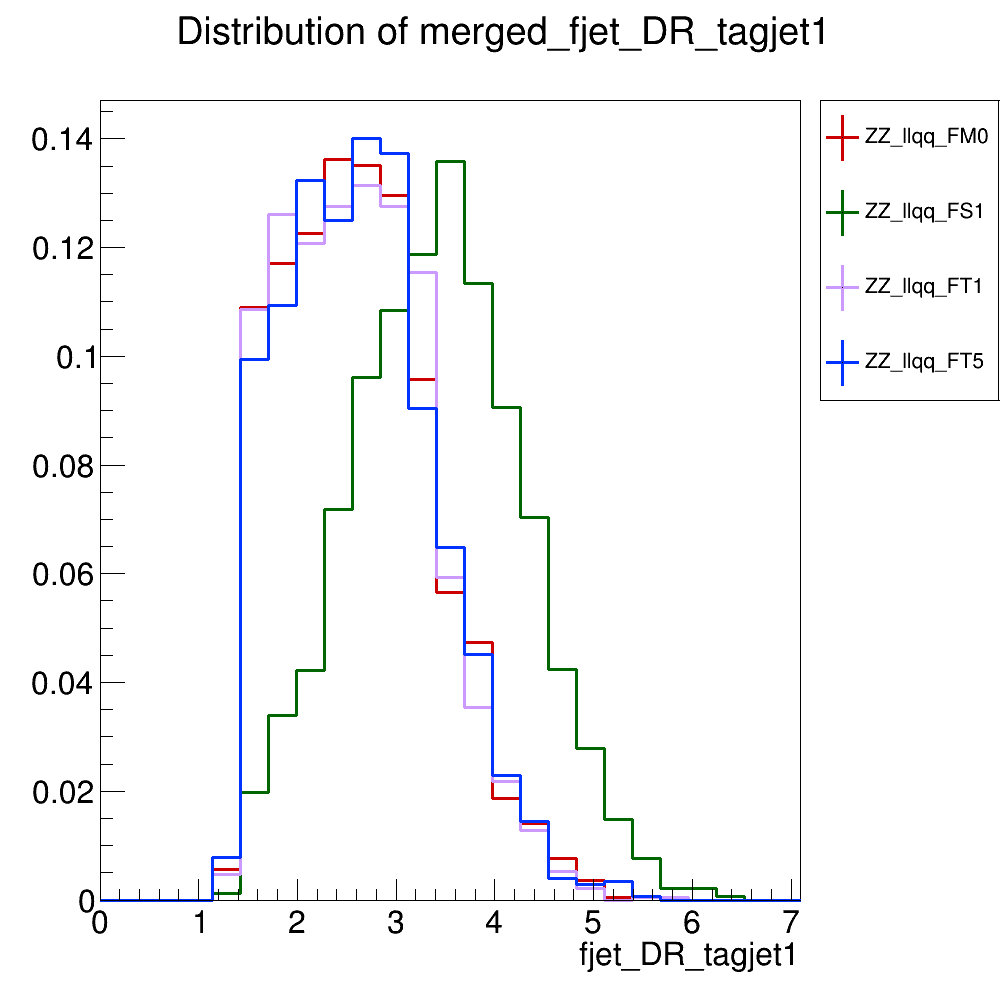 Distribution of merged_fjet_DR_tagjet1
0.14
0.12
0.1
0.08
0.06
0.04
0.02
0
0 1 2 3 4 5 6 7
fjet_DR_tagjet1
ZZ_llqq_FM0
ZZ_llqq_FS1
ZZ_llqq_FT1
ZZ_llqq_FT5